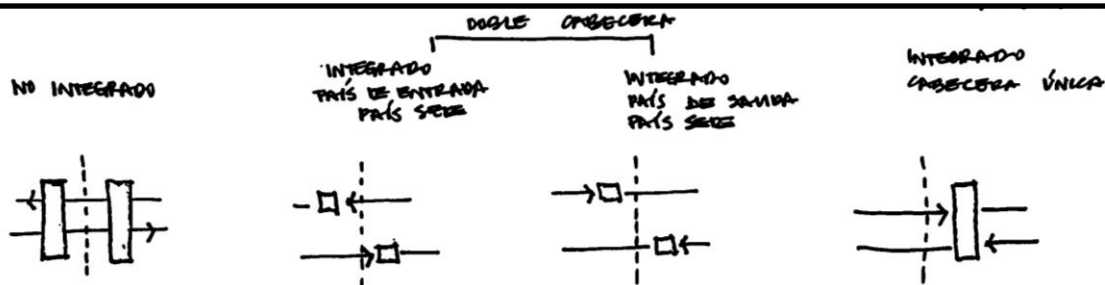 DOBLE CABECERA
NO INTEGRADO
INTEGRADO
PAÍS DE ENTRADA
PAÍS SEDE
INTEGRADO
PAÍS DE SALIDA
PAÍS SEDE
INTEGRADO
CABECERA ÚNICA